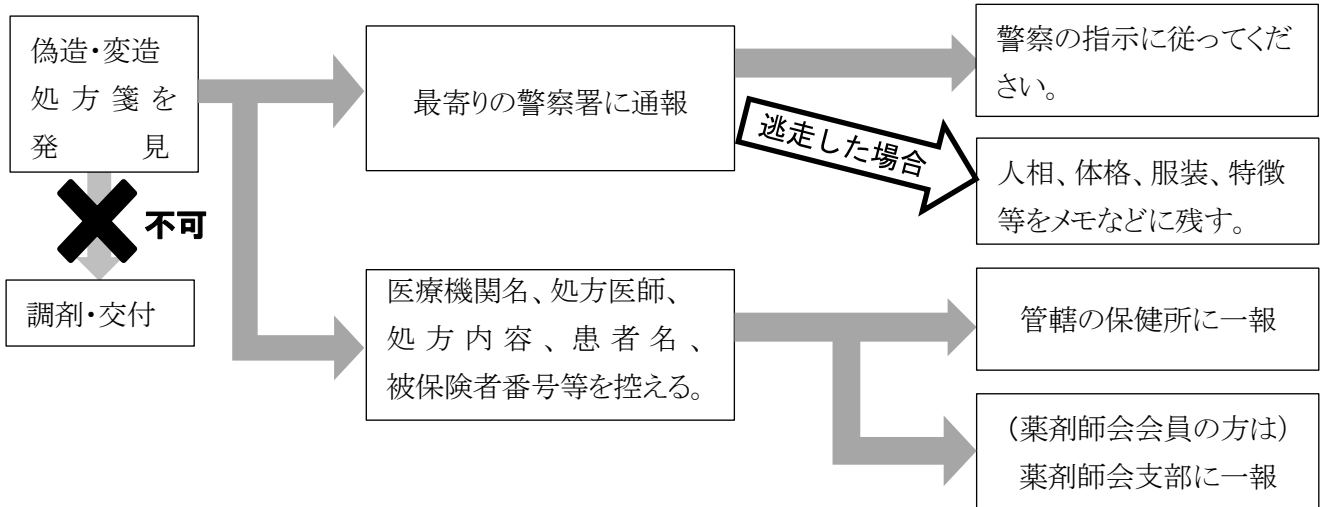 偽造・変造
処方箋を
発見
不可
調剤・交付
最寄りの警察署に通報
警察の指示に従ってくだ
さい。
逃走した場合
人相、体格、服装、特徴
等をメモなどに残す。
医療機関名、処方医師、
処方内容、患者名、
被保険者番号等を控える。
管轄の保健所に一報
（薬剤師会会員の方は）
薬剤師会支部に一報